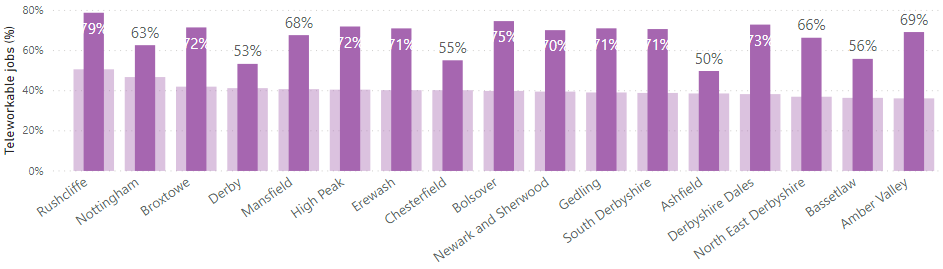 Teleworkable jobs (%)
80%
60%
40%
20%
0%
79%
63%
72%
53%
68%
72%
71%
55%
75%
70%
71%
71%
50%
73%
66%
56%
69%
Rushcliffe
Nottingham
Broxtowe
Derby
Mansfield
High Peak
Erewash
Chesterfield
Bolsover
Newark and Sherwood
Gedling
South Derbyshire
Ashfield
Derbyshire Dales
North East Derbyshire
Bassetlaw
Amber Valley